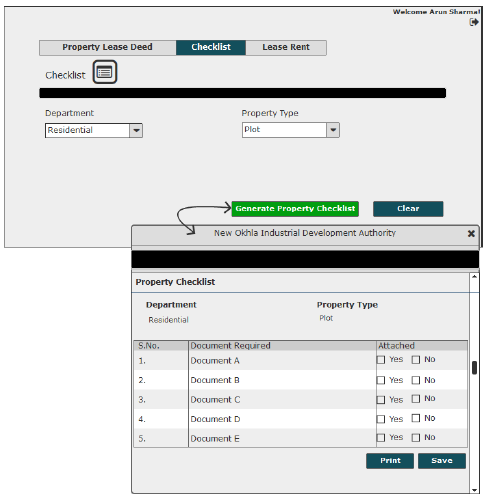 Welcome Arun Sharma!
Property Lease Deed Checklist Lease Rent
Checklist
Department Property Type
Residential Plot
Generate Property Checklist Clear
New Okhla Industrial Development Authority
Property Checklist
Department Property Type
Residential Plot
S.No. Document Required Attached
1. Document A Yes No
2. Document B Yes No
3. Document C Yes No
4. Document D Yes No
5. Document E Yes No
Print Save